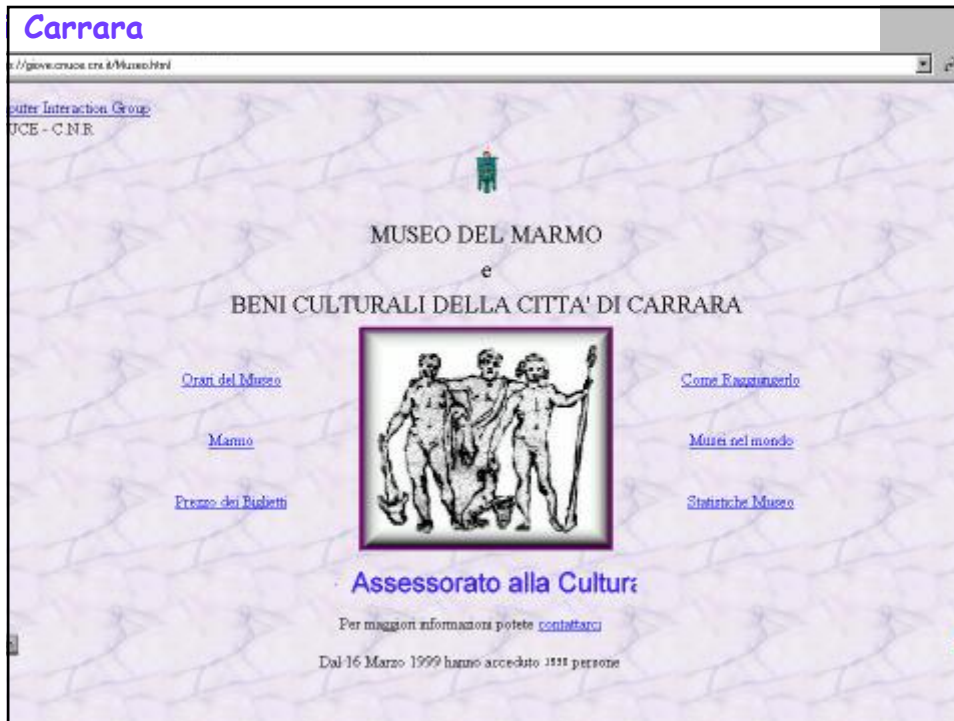 Carrara
://giove.cnuce.cnr.it/Museo.html
puter Interaction Group
UCE - C.N.R
MUSEO DEL MARMO
e
BENI CULTURALI DELLA CITTA' DI CARRARA
Orari del Museo
Come Raggiungerlo
Marmo
Musei nel mondo
Prezzo dei Biglietti
Statistiche Museo
Assessorato alla Cultura
Per maggiori informazioni potete contattarci
Dal 16 Marzo 1999 hanno acceduto persone